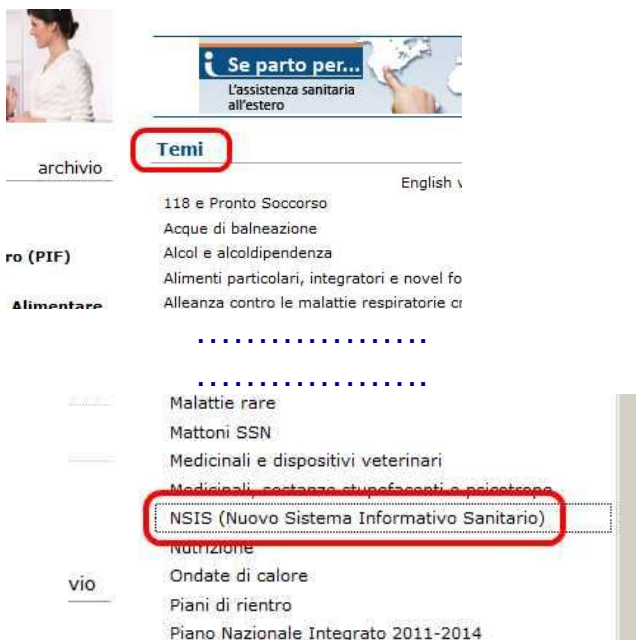 Se parto per...
L'assistenza sanitaria
all'estero
Temi
archivio
English v
118 e Pronto Soccorso
Acque di balneazione
ro (PIF)
Alcol e alcoldipendenza
Alimenti particolari, integratori e novel fo
Alimentare
Alleanza contro le malattie respiratorie cr
...................
...................
Malattie rare
Mattoni SSN
Medicinali e dispositivi veterinari
Medicinali, sostanze stupefacenti e psicotrope
NSIS (Nuovo Sistema Informativo Sanitario)
Nutrizione
vio
Ondate di calore
Piani di rientro
Piano Nazionale Integrato 2011-2014